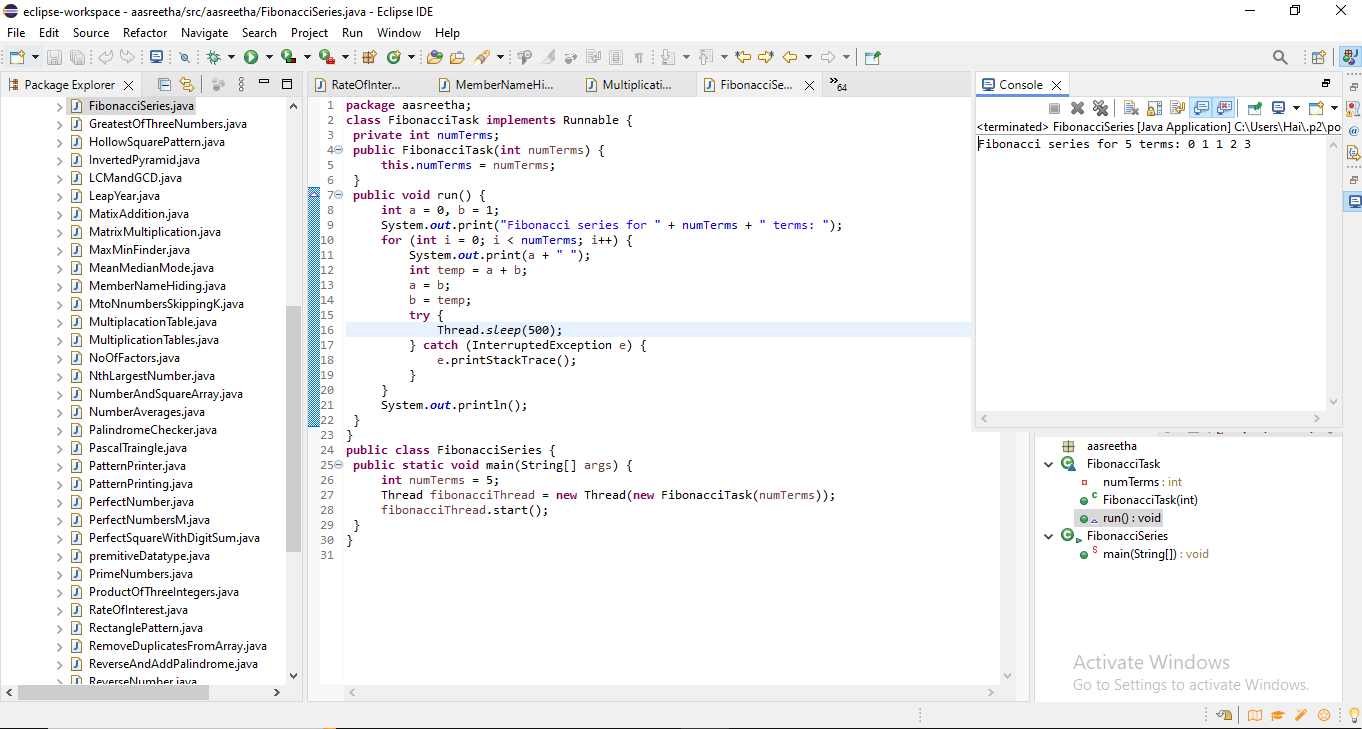 eclipse-workspace - aasreetha/src/aasreetha/FibonacciSeries.java - Eclipse IDE
File Edit Source Refactor Navigate Search Project Run Window Help
Package Explorer
FibonacciSeries.java
GreatestOfThreeNumbers.java
HollowSquarePattern.java
InvertedPyramid.java
LCMandGCD.java
LeapYear.java
MatixAddition.java
MatrixMultiplication.java
MaxMinFinder.java
MeanMedianMode.java
MemberNameHiding.java
MtoNnumbersSkippingK.java
MultiplacationTable.java
MultiplicationTables.java
NoOfFactors.java
NthLargestNumber.java
NumberAndSquareArray.java
NumberAverages.java
PalindromeChecker.java
PascalTraingle.java
PatternPrinter.java
PatternPrinting.java
PerfectNumber.java
PerfectNumbersM.java
PerfectSquareWithDigitSum.java
premitiveDatatype.java
PrimeNumbers.java
ProductOfThreeIntegers.java
RateOfInterest.java
RectanglePattern.java
RemoveDuplicatesFromArray.java
ReverseAndAddPalindrome.java
ReverseNumber.java
RateOfInter... MemberNameHi... Multiplicati... FibonacciSe... 64
1 package aasreetha;
2 class FibonacciTask implements Runnable {
3 private int numTerms;
4 public FibonacciTask(int numTerms) {
5 this.numTerms = numTerms;
6 }
7 public void run() {
8 int a = 0, b = 1;
9 System.out.print("Fibonacci series for " + numTerms + " terms: ");
10 for (int i = 0; i < numTerms; i++) {
11 System.out.print(a + " ");
12 int temp = a + b;
13 a = b;
14 b = temp;
15 try {
16 Thread.sleep(500);
17 } catch (InterruptedException e) {
18 e.printStackTrace();
19 }
20 }
21 System.out.println();
22 }
23 }
24 public class FibonacciSeries {
25 public static void main(String[] args) {
26 int numTerms = 5;
27 Thread fibonacciThread = new Thread(new FibonacciTask(numTerms));
28 fibonacciThread.start();
29 }
30 }
31
Console
<terminated> FibonacciSeries [Java Application] C:\Users\Hai\.p2\po
Fibonacci series for 5 terms: 0 1 1 2 3
aasreetha
FibonacciTask
numTerms : int
FibonacciTask(int)
run() : void
FibonacciSeries
main(String[]) : void
Activate Windows
Go to Settings to activate Windows.